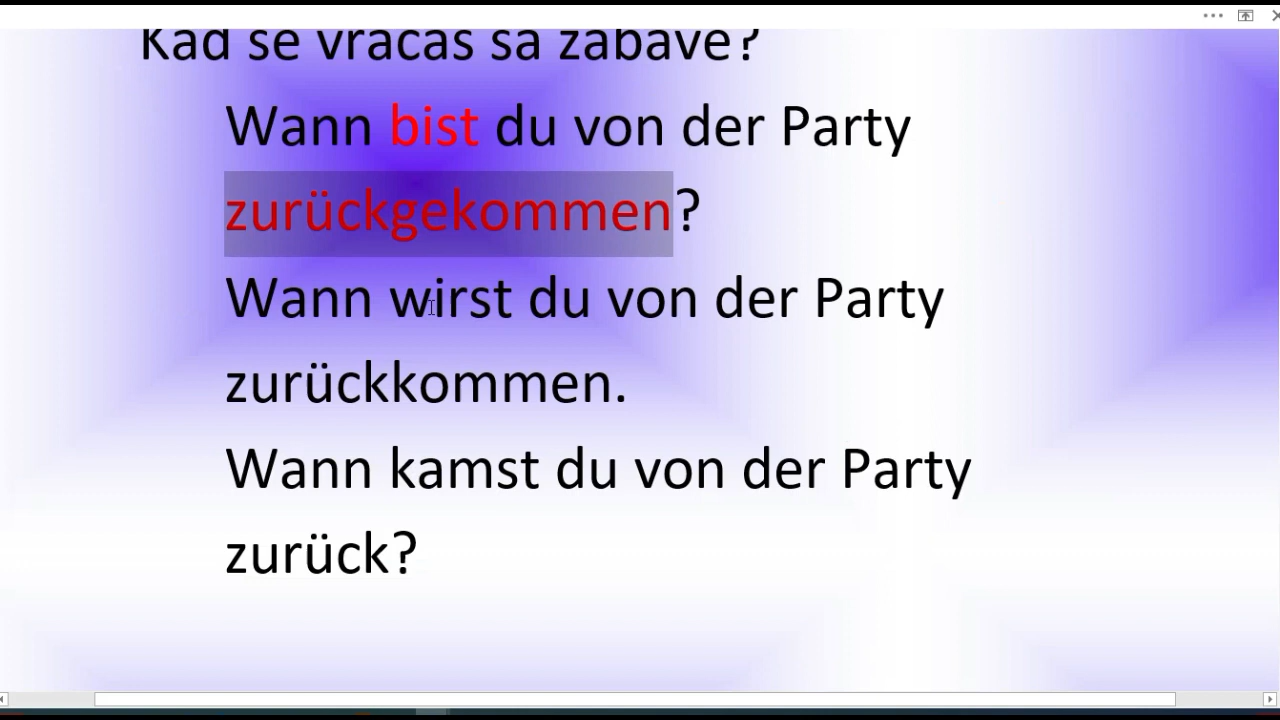 Kad se vraćaš sa zabave?
Wann bist du von der Party
zurückgekommen?
Wann wirst du von der Party
zurückkommen.
Wann kamst du von der Party
zurück?